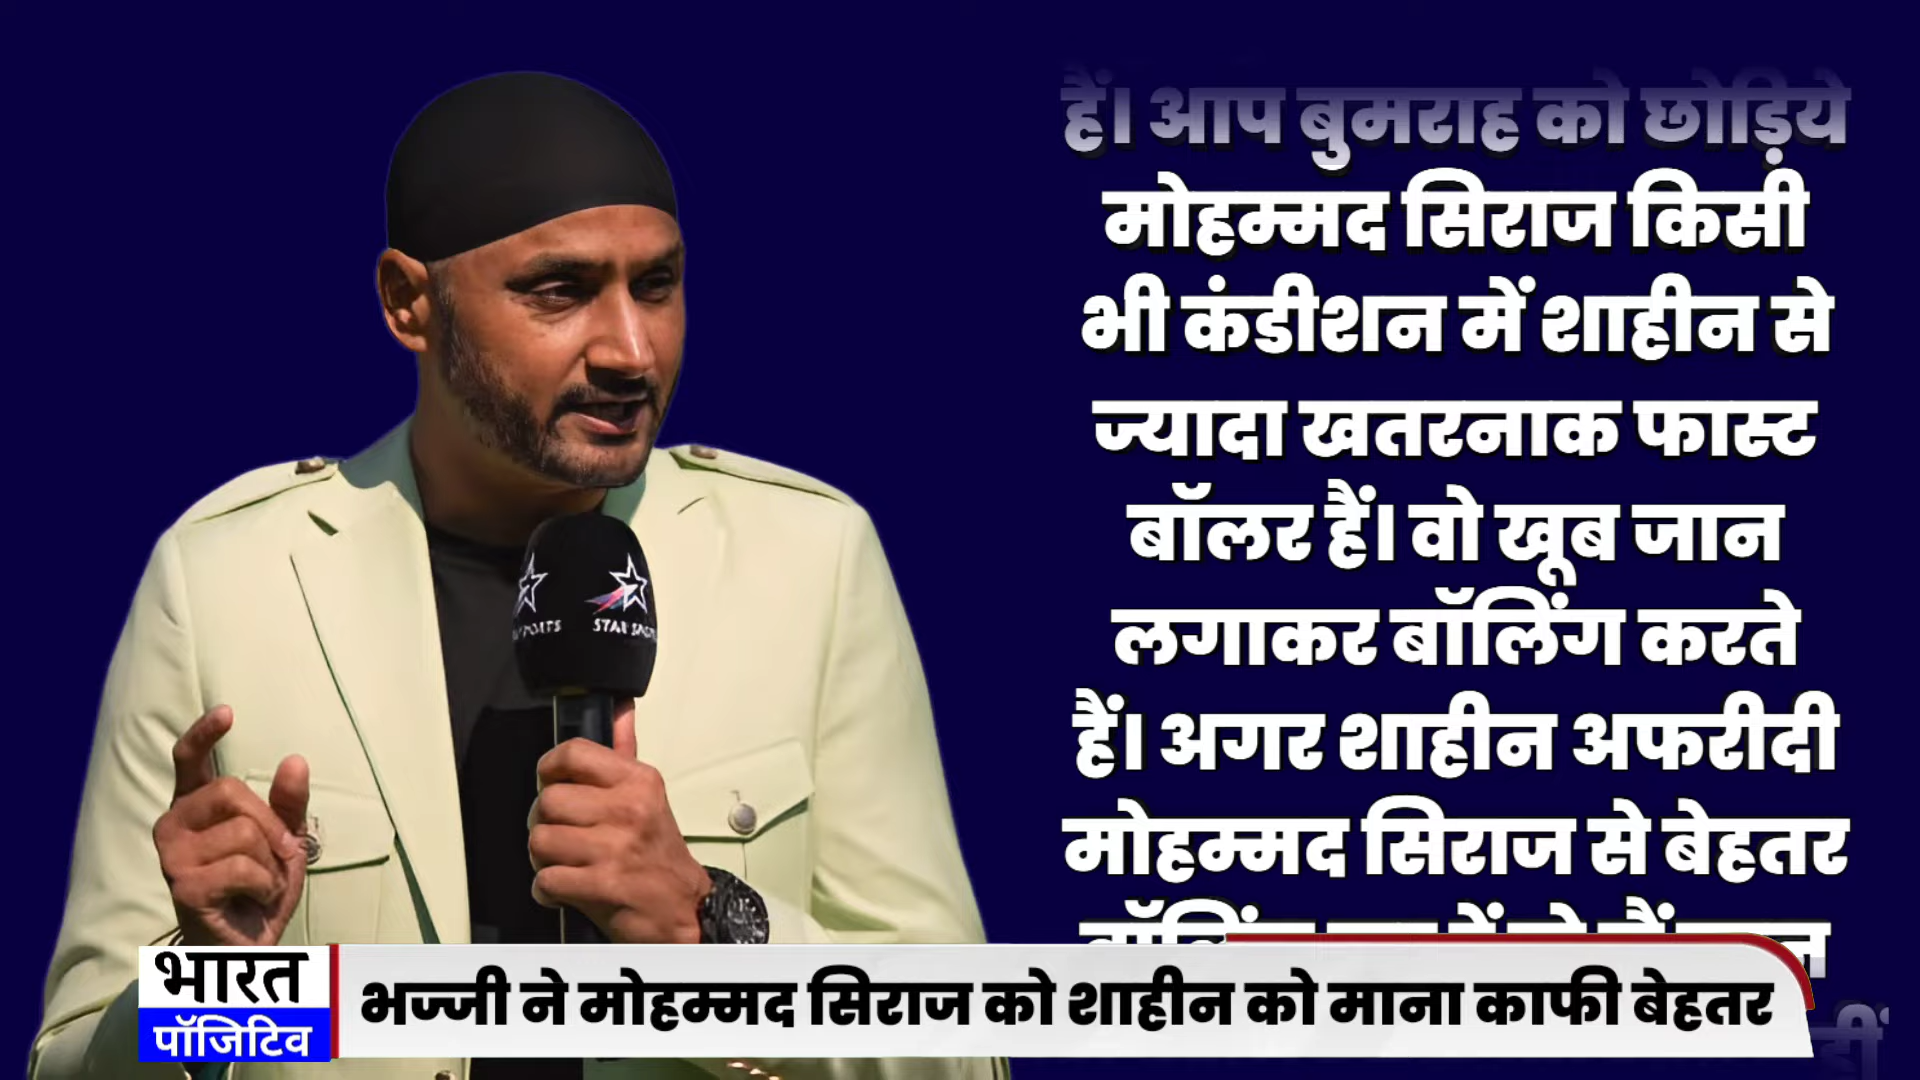 हैं। आप बुमराह को छोड़िये
मोहम्मद सिराज किसी
भी कंडीशन में शाहीन से
ज्यादा खतरनाक फास्ट
बॉलर हैं। वो खूब जान
लगाकर बॉलिंग करते
हैं। अगर शाहीन अफरीदी
मोहम्मद सिराज से बेहतर
भारत
पॉजिटिव
भज्जी ने मोहम्मद सिराज को शाहीन को माना काफी बेहतर
STAR